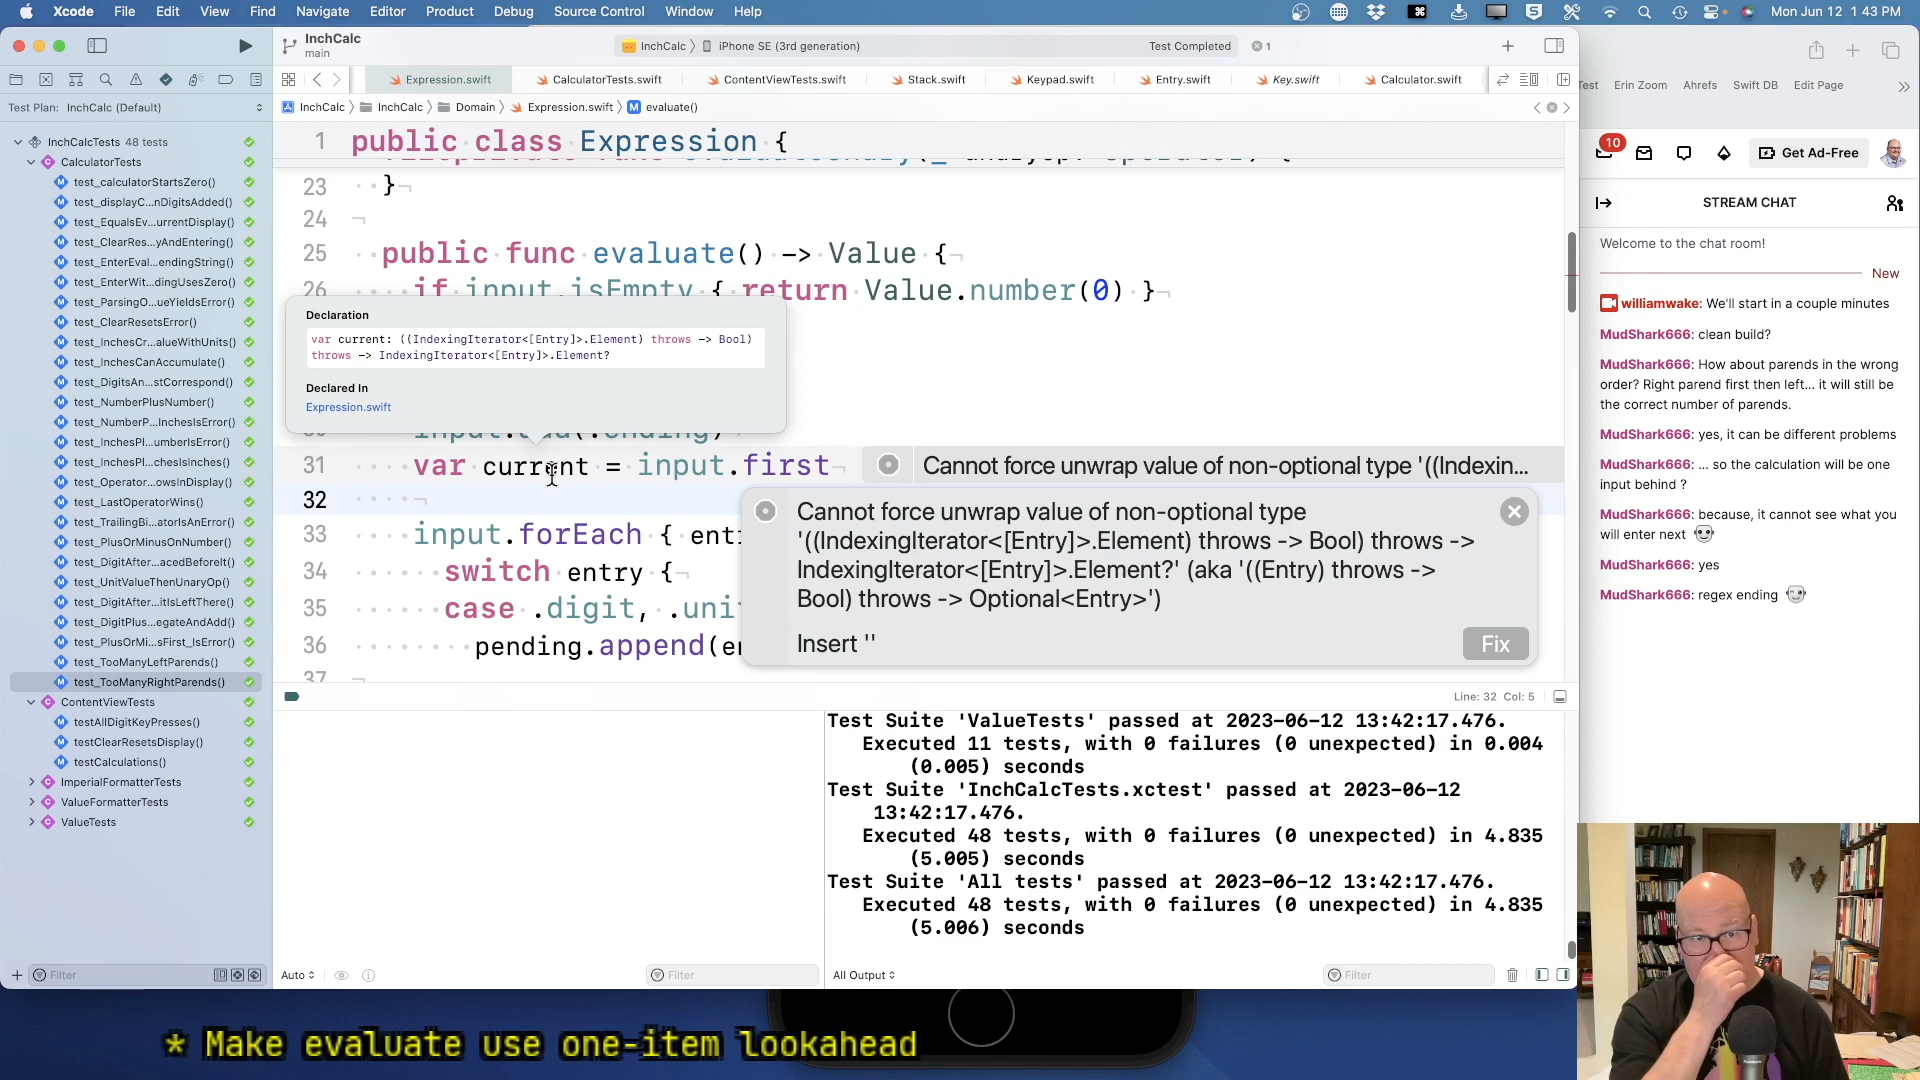 Xcode File Edit View Find Navigate Editor Product Debug Source Control Window Help Mon Jun 12 1 43 PM
InchCalc
main
InchCalc iPhone SE (3rd generation) Test Completed 1
Expression.swift CalculatorTests.swift ContentViewTests.swift Stack.swift Keypad.swift Entry.swift Key.swift Calculator.swift
Test Plan: InchCalc (Default)
InchCalc InchCalc Domain Expression.swift M evaluate()
InchCalcTests 48 tests
CalculatorTests
test_calculatorStartsZero()
test_displayC…nDigitsAdded()
test_EqualsEv…urrentDisplay()
test_ClearRes…yAndEntering()
test_EnterEval…endingString()
test_EnterWit…dingUsesZero()
test_ParsingO…ueYieldsError()
test_ClearResetsError()
test_InchesCr…alueWithUnits()
test_InchesCanAccumulate()
test_DigitsAn…stCorrespond()
test_NumberPlusNumber()
test_NumberP…InchesIsError()
test_InchesPl…umberIsError()
test_InchesPl…chesIsInches()
test_Operator…owsInDisplay()
test_LastOperatorWins()
test_TrailingBi…atorIsAnError()
test_PlusOrMinusOnNumber()
test_DigitAfter…acedBeforeIt()
test_UnitValueThenUnaryOp()
test_DigitAfter…itIsLeftThere()
test_DigitPlus…egateAndAdd()
test_PlusOrMi…sFirst_IsError()
test_TooManyLeftParends()
test_TooManyRightParends()
ContentViewTests
testAllDigitKeyPresses()
testClearResetsDisplay()
testCalculations()
ImperialFormatterTests
ValueFormatterTests
ValueTests
Filter
1 public class Expression {
23 }
24
25 public func evaluate() -> Value {
26 if input.isEmpty { return Value.number(0) }
Declaration
var current: ((IndexingIterator<[Entry]>.Element) throws -> Bool)
throws -> IndexingIterator<[Entry]>.Element?
Declared In
Expression.swift
31 var current = input.first Cannot force unwrap value of non-optional type '((Indexin...
32
33 input.forEach {
34 switch entry {
35 case .digit,
36 pending.append(
37
Cannot force unwrap value of non-optional type
'((IndexingIterator<[Entry]>.Element) throws -> Bool) throws ->
IndexingIterator<[Entry]>.Element?' (aka '((Entry) throws ->
Bool) throws -> Optional<Entry>')
Insert ''
Fix
Line: 32 Col: 5
Test Suite 'ValueTests' passed at 2023-06-12 13:42:17.476.
Executed 11 tests, with 0 failures (0 unexpected) in 0.004
(0.005) seconds
Test Suite 'InchCalcTests.xctest' passed at 2023-06-12
13:42:17.476.
Executed 48 tests, with 0 failures (0 unexpected) in 4.835
(5.005) seconds
Test Suite 'All tests' passed at 2023-06-12 13:42:17.476.
Executed 48 tests, with 0 failures (0 unexpected) in 4.835
(5.006) seconds
Auto Filter All Output Filter
Erin Zoom Ahrefs Swift DB Edit Page
10 Get Ad-Free
STREAM CHAT
Welcome to the chat room!
New
williamwake: We'll start in a couple minutes
MudShark666: clean build?
MudShark666: How about parends in the wrong
order? Right parend first then left... it will still be
the correct number of parends.
MudShark666: yes, it can be different problems
MudShark666: ... so the calculation will be one
input behind ?
MudShark666: because, it cannot see what you
will enter next
MudShark666: yes
MudShark666: regex ending
* Make evaluate use one-item lookahead